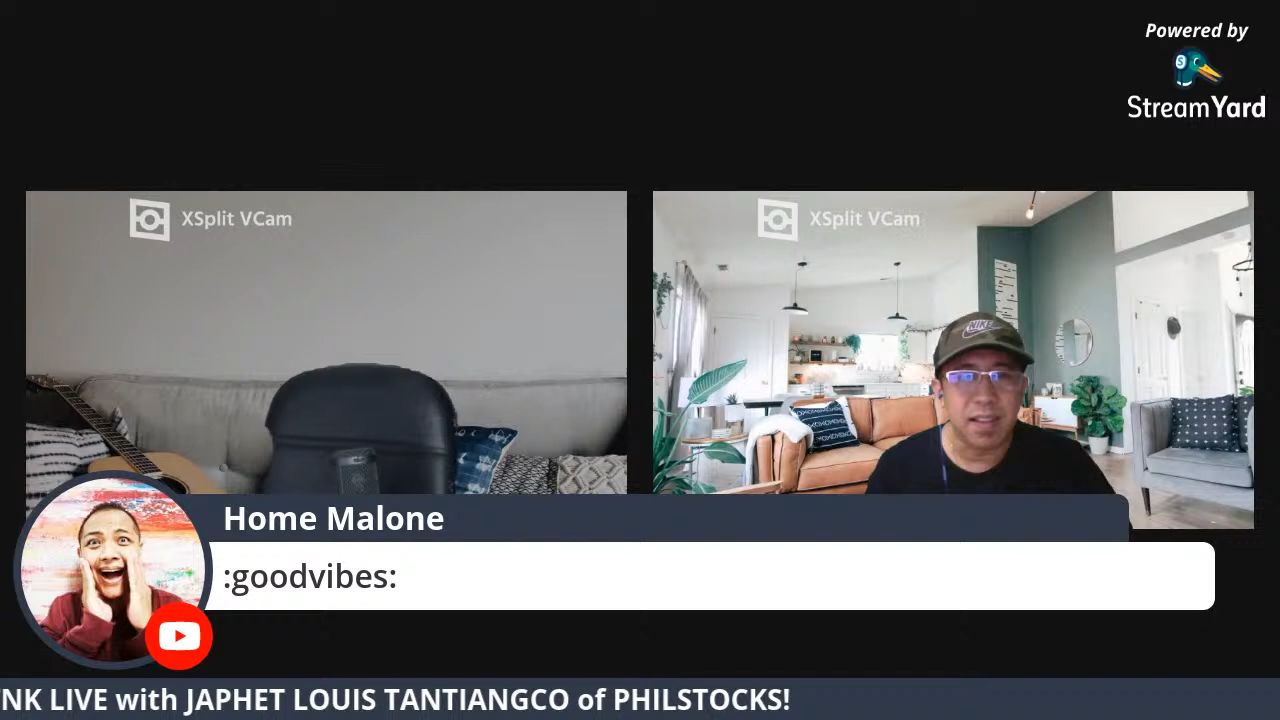 Powered by
StreamYard
XSplit VCam
XSplit VCam
NIKE
Home Malone
:goodvibes:
NK LIVE with JAPHET LOUIS TANTIANGCO of PHILSTOCKS!